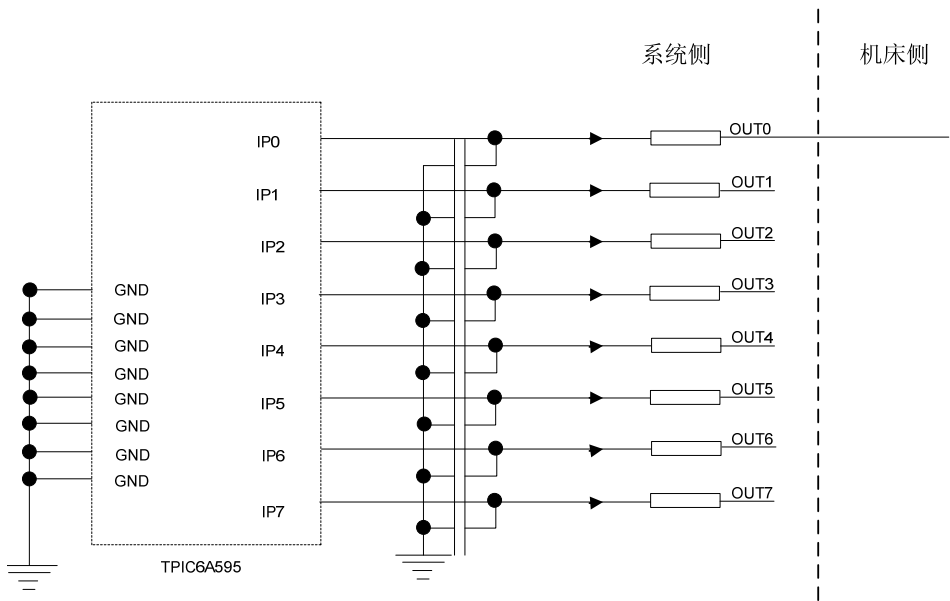 系统侧
机床侧
IP0
OUT0
IP1
OUT1
IP2
OUT2
GND
IP3
OUT3
GND
GND
IP4
OUT4
GND
GND
IP5
OUT5
GND
GND
IP6
OUT6
GND
IP7
OUT7
TPIC6A595